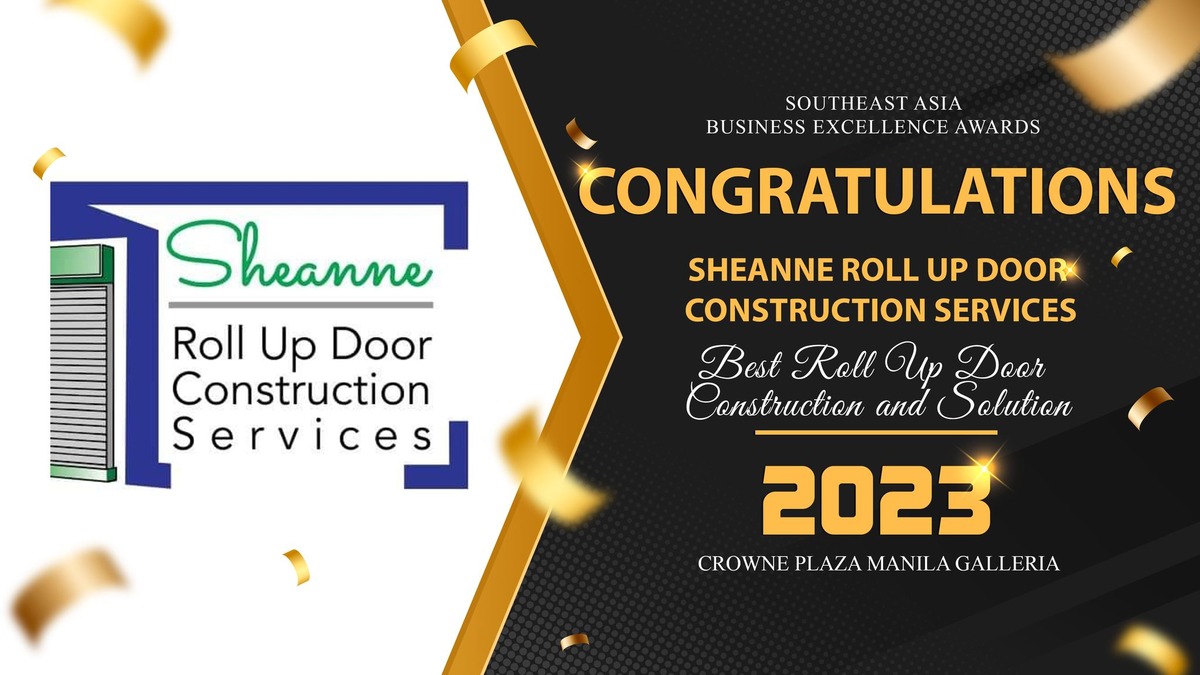 Sheanne
Roll Up Door
Construction
Services
SOUTHEAST ASIA
BUSINESS EXCELLENCE AWARDS
CONGRATULATIONS
SHEANNE ROLL UP DOOR
CONSTRUCTION SERVICES
Best Roll Up Door
Construction and Solution
2023
CROWNE PLAZA MANILA GALLERIA